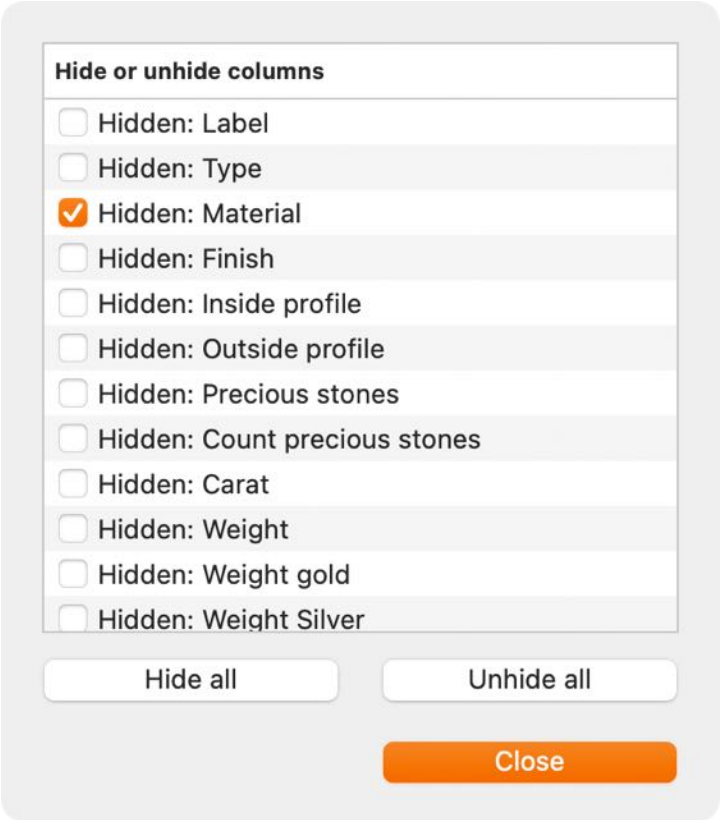 Hide or unhide columns
Hidden: Label
Hidden: Type
Hidden: Material
Hidden: Finish
Hidden: Inside profile
Hidden: Outside profile
Hidden: Precious stones
Hidden: Count precious stones
Hidden: Carat
Hidden: Weight
Hidden: Weight gold
Hidden: Weight Silver
Hide all
Unhide all
Close